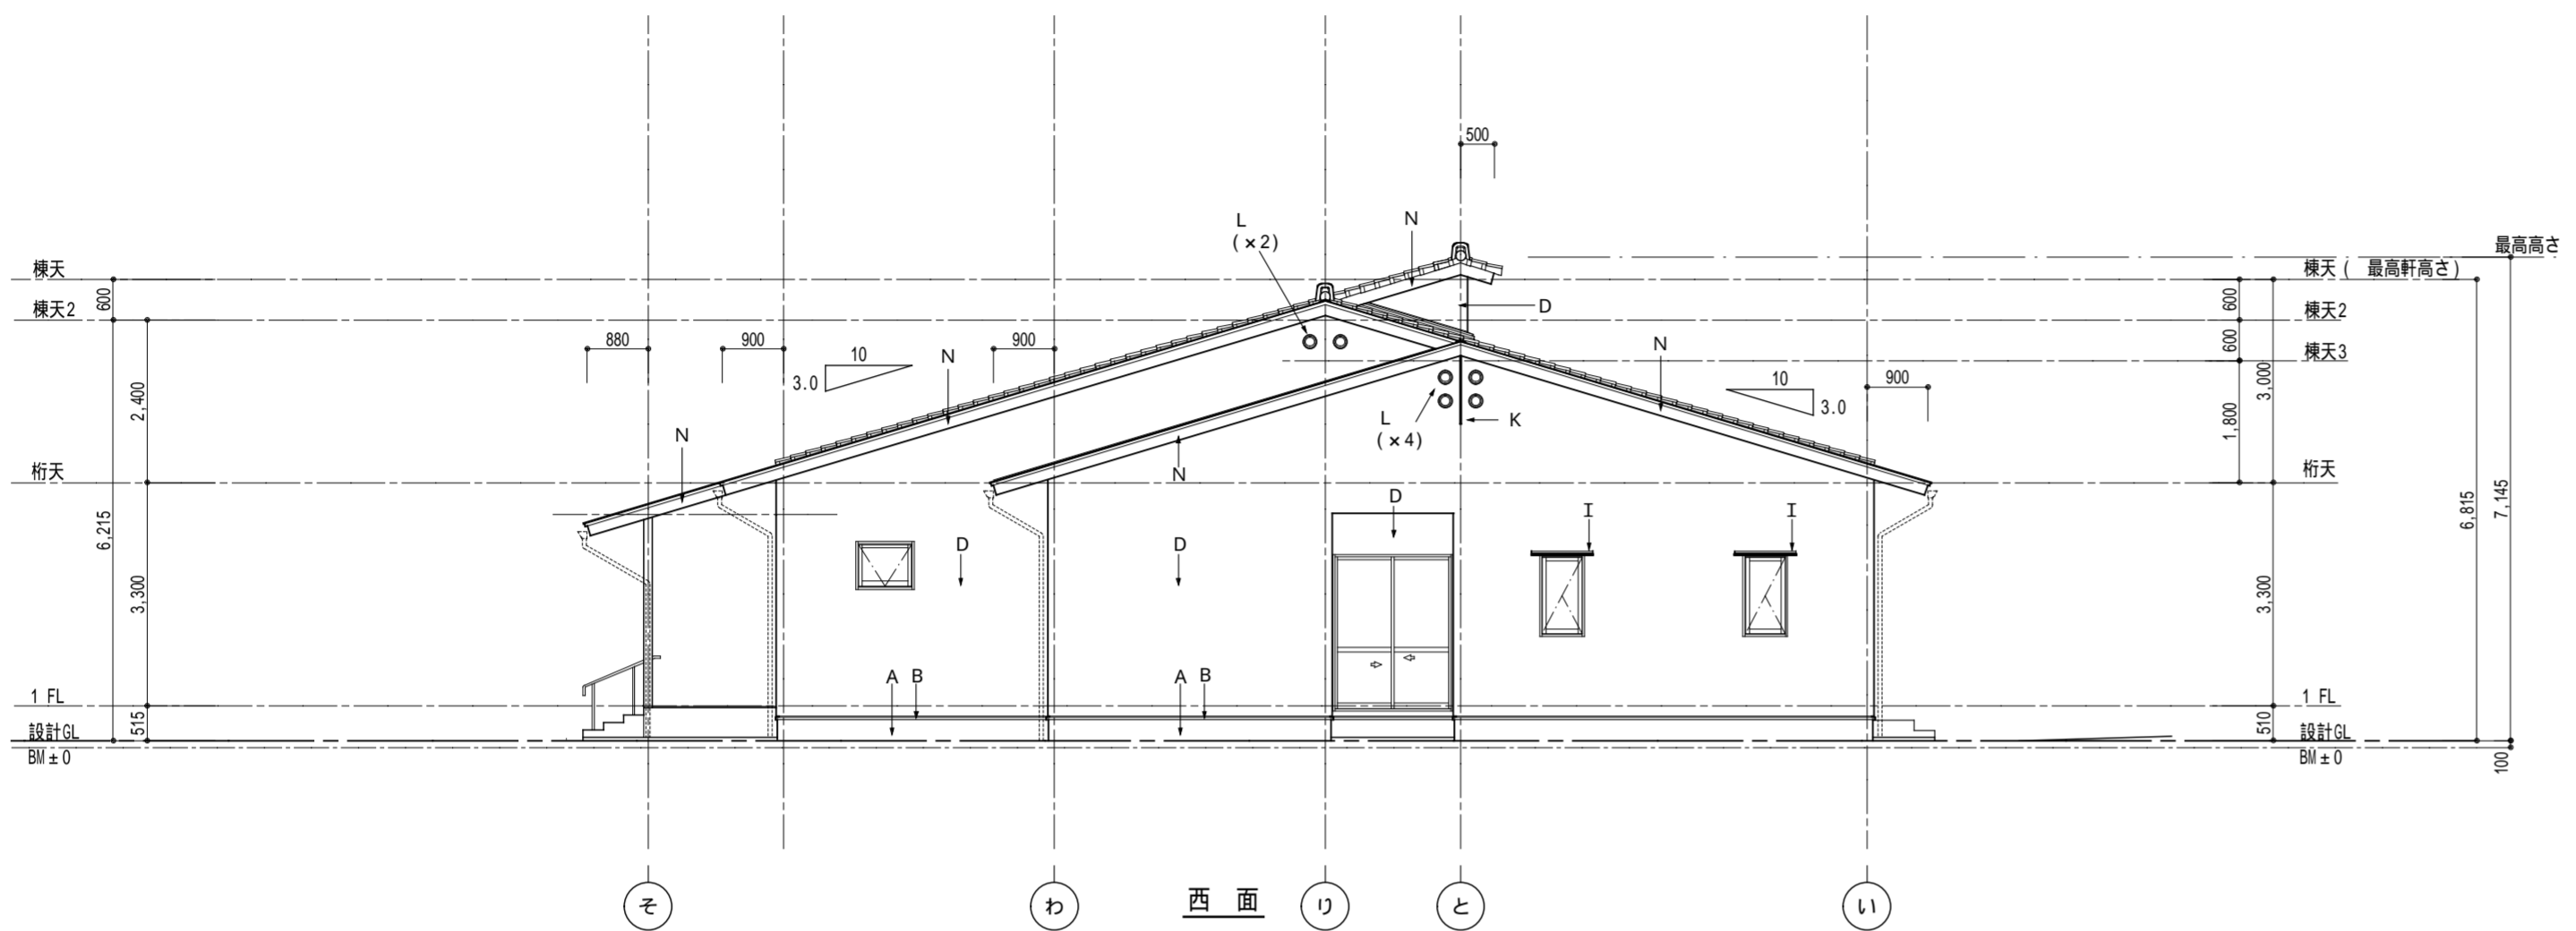 500
L
(×2)
N
最高高さ
棟天
棟天 ( 最高軒高さ)
600
600
D
棟天2
棟天2
880
900
900
600
棟天3
10
3.0
N
N
10
3.0
900
2,400
3,000
1,800
L
(×4)
K
N
N
桁天
桁天
D
I
I
6,215
6,815
7,145
D
D
3,300
3,300
A
B
A
B
1 FL
1 FL
515
510
設計GL
設計GL
BM±0
BM±0
100
そ
わ
西 面
り
と
い